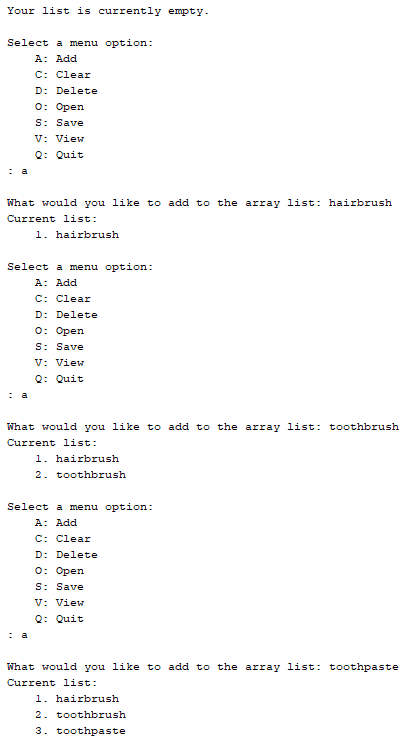 Your list is currently empty.
Select a menu option:
A: Add
C: Clear
D: Delete
O: Open
S: Save
V: View
Q: Quit
: a
What would you like to add to the array list: hairbrush
Current list:
1. hairbrush
Select a menu option:
A: Add
C: Clear
D: Delete
O: Open
S: Save
V: View
Q: Quit
: a
What would you like to add to the array list: toothbrush
Current list:
1. hairbrush
2. toothbrush
Select a menu option:
A: Add
C: Clear
D: Delete
O: Open
S: Save
V: View
Q: Quit
: a
What would you like to add to the array list: toothpaste
Current list:
1. hairbrush
2. toothbrush
3. toothpaste